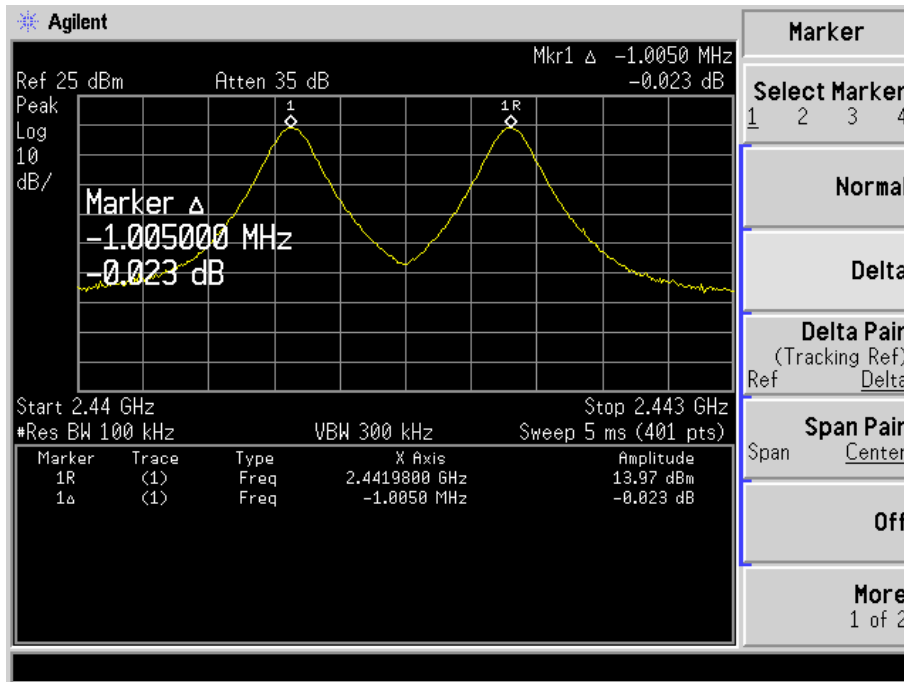 Agilent
Mkr1 Δ -1.0050 MHz
Ref 25 dBm Atten 35 dB -0.023 dB
Peak
Log
10
dB/
1 1R
Marker Δ
-1.005000 MHz
-0.023 dB
Start 2.44 GHz Stop 2.443 GHz
#Res BW 100 kHz VBW 300 kHz Sweep 5 ms (401 pts)
Marker Trace Type X Axis Amplitude
1R (1) Freq 2.4419800 GHz 13.97 dBm
1Δ (1) Freq -1.0050 MHz -0.023 dB
Marker
Select Marker
1 2 3 4
Normal
Delta
Delta Pair
(Tracking Ref)
Ref Delta
Span Pair
Span Center
Off
More
1 of 2